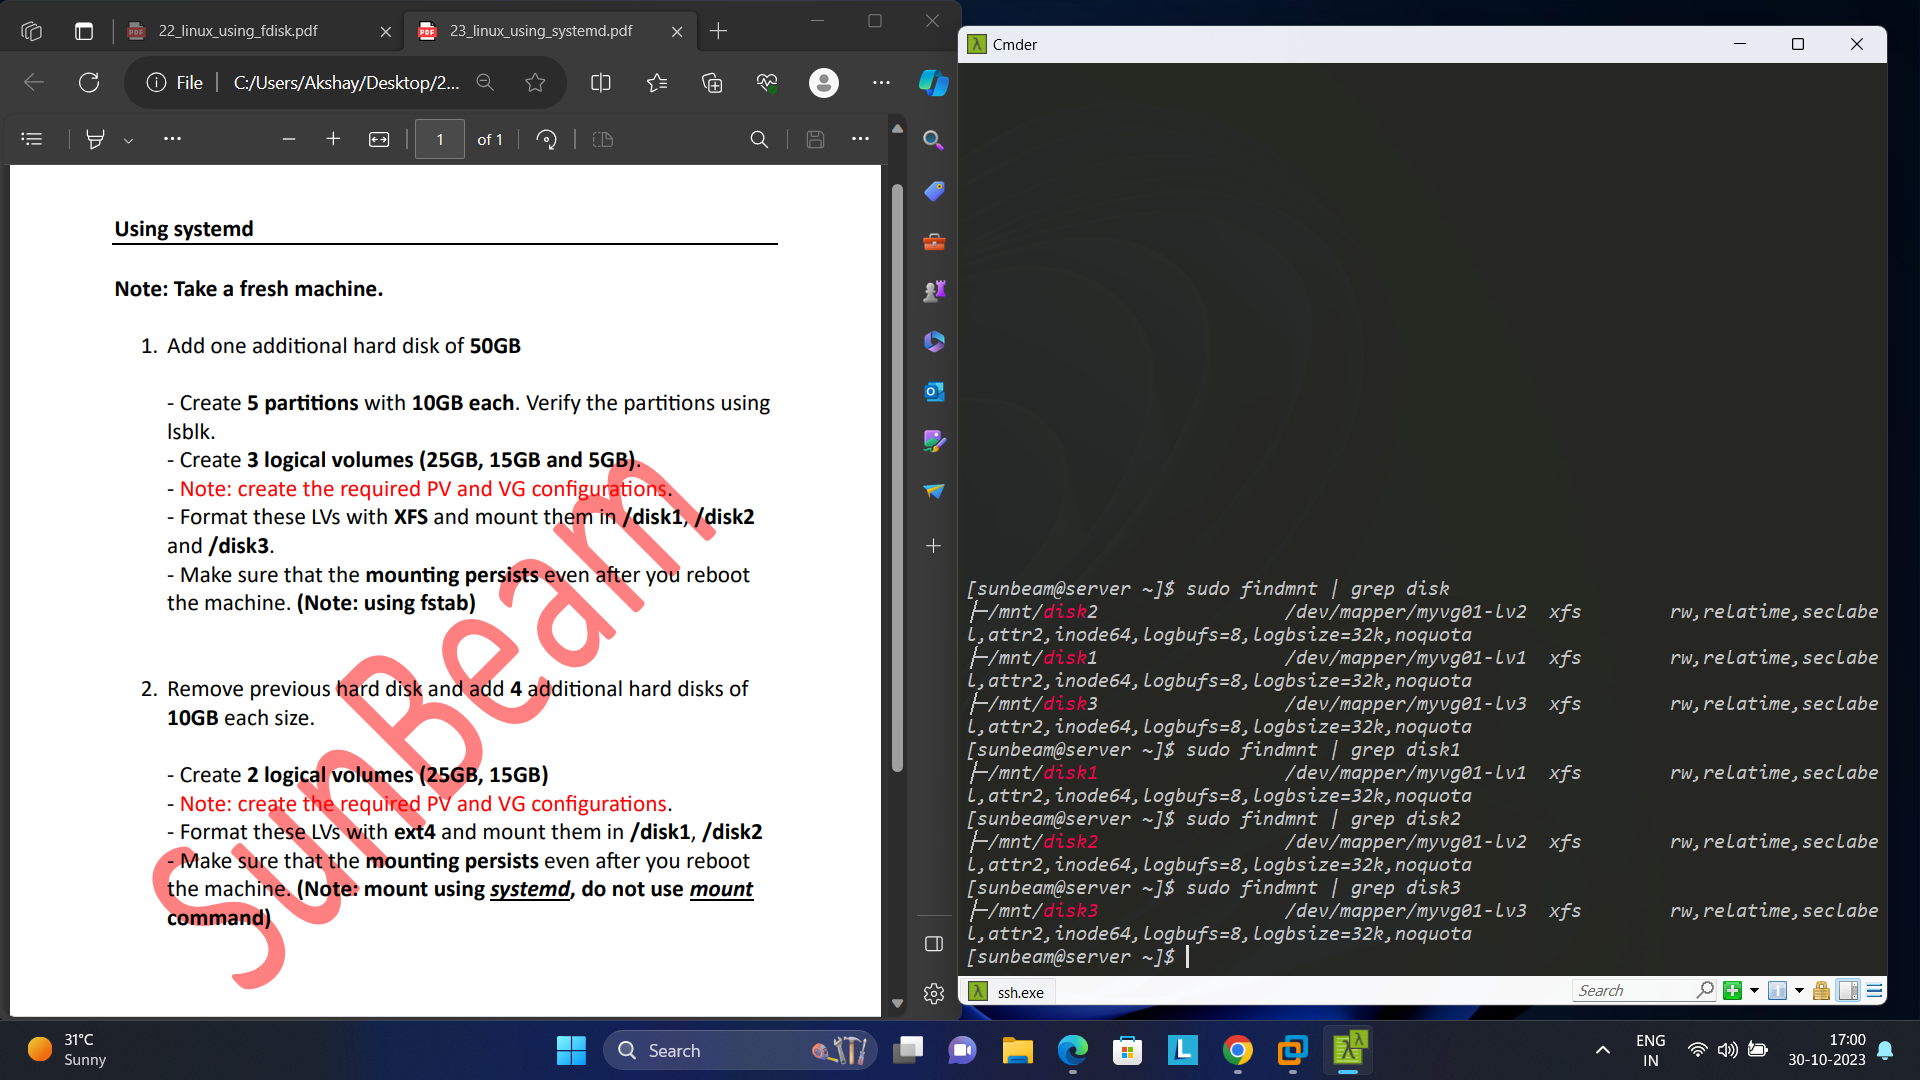 22_linux_using_fdisk.pdf
23_linux_using_systemd.pdf
File
C:/Users/Akshay/Desktop/2...
1
of 1
Using systemd
Note: Take a fresh machine.
1. Add one additional hard disk of 50GB
- Create 5 partitions with 10GB each. Verify the partitions using
lsblk.
- Create 3 logical volumes (25GB, 15GB and 5GB).
- Note: create the required PV and VG configurations.
- Format these LVs with XFS and mount them in /disk1, /disk2
and /disk3.
- Make sure that the mounting persists even after you reboot
the machine. (Note: using fstab)
2. Remove previous hard disk and add 4 additional hard disks of
10GB each size.
- Create 2 logical volumes (25GB, 15GB)
- Note: create the required PV and VG configurations.
- Format these LVs with ext4 and mount them in /disk1, /disk2
- Make sure that the mounting persists even after you reboot
the machine. (Note: mount using systemd, do not use mount
command)
SunBeam
Cmder
[sunbeam@server ~]$ sudo findmnt | grep disk
├─/mnt/disk2 /dev/mapper/myvg01-lv2 xfs rw,relatime,seclabe
l,attr2,inode64,logbufs=8,logbsize=32k,noquota
├─/mnt/disk1 /dev/mapper/myvg01-lv1 xfs rw,relatime,seclabe
l,attr2,inode64,logbufs=8,logbsize=32k,noquota
├─/mnt/disk3 /dev/mapper/myvg01-lv3 xfs rw,relatime,seclabe
l,attr2,inode64,logbufs=8,logbsize=32k,noquota
[sunbeam@server ~]$ sudo findmnt | grep disk1
├─/mnt/disk1 /dev/mapper/myvg01-lv1 xfs rw,relatime,seclabe
l,attr2,inode64,logbufs=8,logbsize=32k,noquota
[sunbeam@server ~]$ sudo findmnt | grep disk2
├─/mnt/disk2 /dev/mapper/myvg01-lv2 xfs rw,relatime,seclabe
l,attr2,inode64,logbufs=8,logbsize=32k,noquota
[sunbeam@server ~]$ sudo findmnt | grep disk3
├─/mnt/disk3 /dev/mapper/myvg01-lv3 xfs rw,relatime,seclabe
l,attr2,inode64,logbufs=8,logbsize=32k,noquota
[sunbeam@server ~]$
ssh.exe
Search
31°C
Sunny
Search
ENG
IN
17:00
30-10-2023